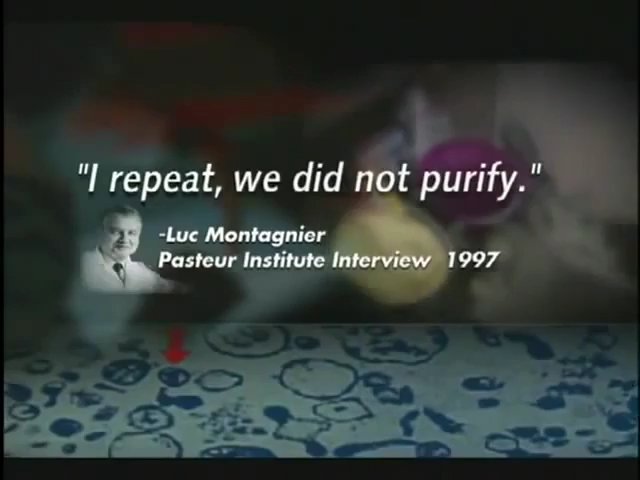 "I repeat, we did not purify."
-Luc Montagnier
Pasteur Institute Interview 1997